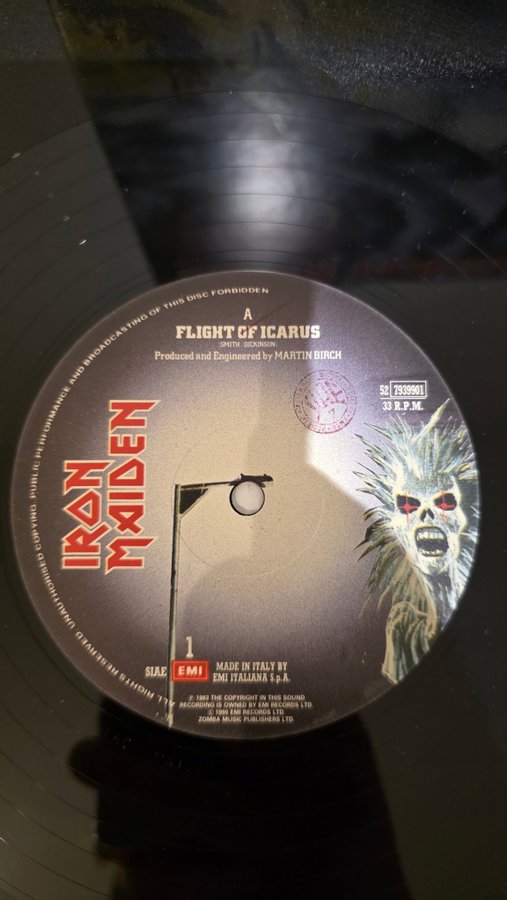 A
FLIGHT OF ICARUS
(SMITH / DICKINSON)
Produced and Engineered by MARTIN BIRCH
52 7939901
33 R.P.M.
IRON
MAIDEN
1
SIAE EMI
MADE IN ITALY BY
EMI ITALIANA S.p.A.
℗ 1983 THE COPYRIGHT IN THIS SOUND
RECORDING IS OWNED BY EMI RECORDS LTD.
© 1990 EMI RECORDS LTD.
ZOMBA MUSIC PUBLISHERS LTD.
ALL RIGHTS RESERVED UNAUTHORISED COPYING, PUBLIC PERFORMANCE AND BROADCASTING OF THIS DISC FORBIDDEN